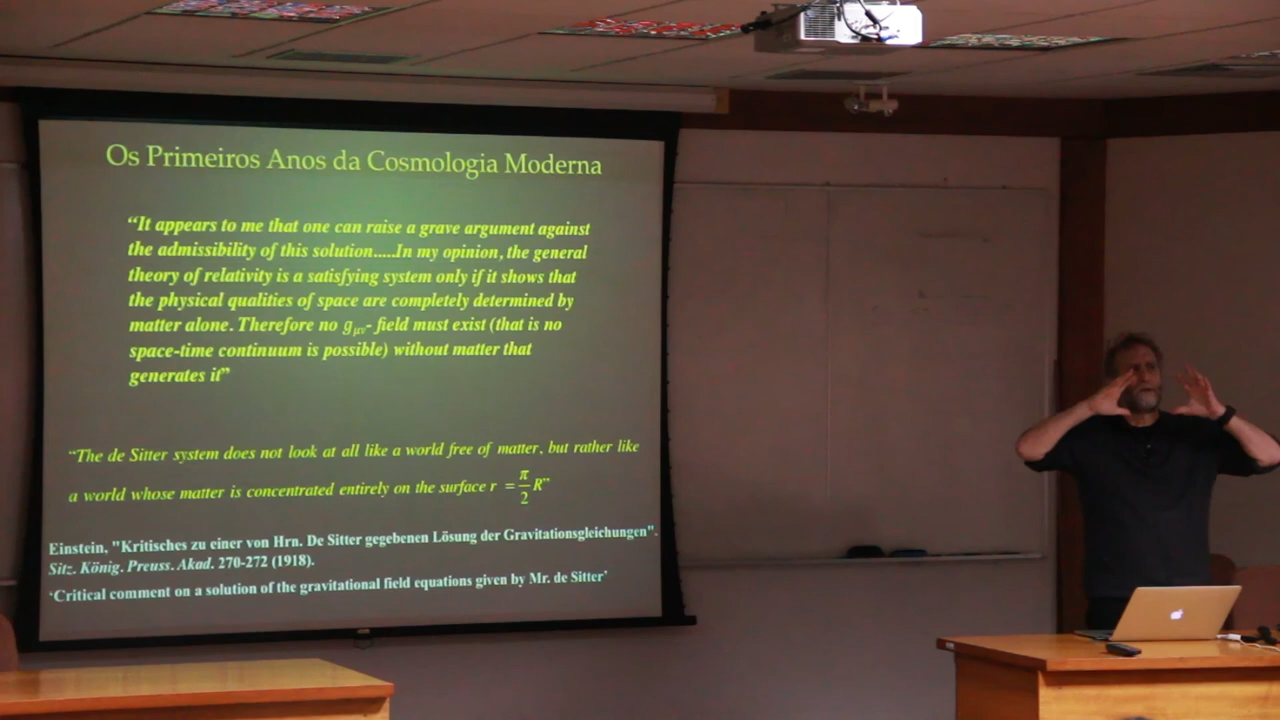 Os Primeiros Anos da Cosmologia Moderna
“It appears to me that one can raise a grave argument against
the admissibility of this solution.....In my opinion, the general
theory of relativity is a satisfying system only if it shows that
the physical qualities of space are completely determined by
matter alone. Therefore no gμν- field must exist (that is no
space-time continuum is possible) without matter that
generates it”
“The de Sitter system does not look at all like a world free of matter, but rather like
a world whose matter is concentrated entirely on the surface r = π/2 R”
Einstein, "Kritisches zu einer von Hrn. De Sitter gegebenen Lösung der Gravitationsgleichungen".
Sitz. König. Preuss. Akad. 270-272 (1918).
‘Critical comment on a solution of the gravitational field equations given by Mr. de Sitter’